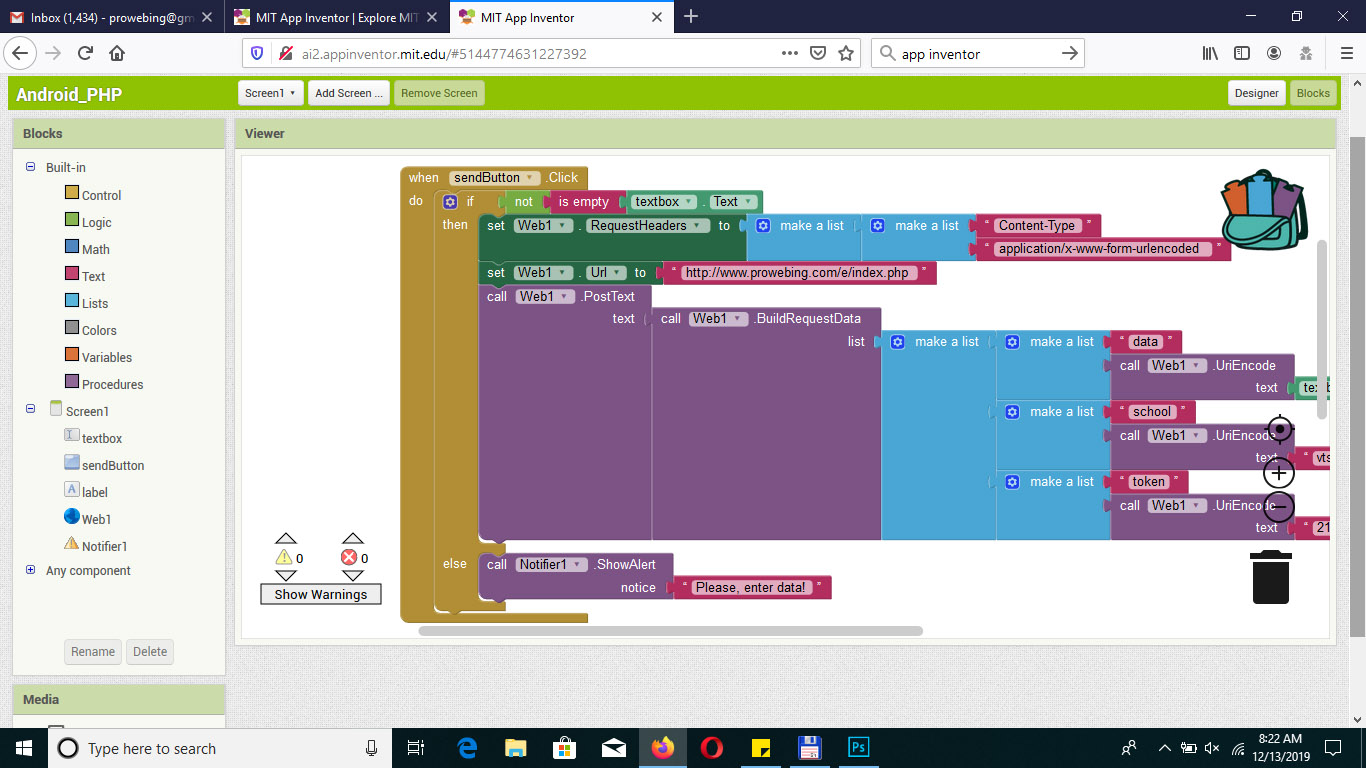 Inbox (1,434) - prowebing@gm
MIT App Inventor | Explore MIT
MIT App Inventor
ai2.appinventor.mit.edu/#5144774631227392
app inventor
Android_PHP
Screen1
Add Screen ...
Remove Screen
Designer
Blocks
Blocks
Built-in
Control
Logic
Math
Text
Lists
Colors
Variables
Procedures
Screen1
textbox
sendButton
label
Web1
Notifier1
Any component
Rename
Delete
Media
Viewer
when sendButton .Click
do if not is empty textbox . Text
then set Web1 . RequestHeaders to make a list make a list “ Content-Type ”
“ application/x-www-form-urlencoded ”
set Web1 . Url to “ http://www.prowebing.com/e/index.php ”
call Web1 .PostText
text call Web1 .BuildRequestData
list make a list make a list “ data ”
call Web1 .UriEncode
text
make a list “ school ”
call Web1 .UriEncode
text “ vts
make a list “ token ”
call Web1 .UriEncode
text “ 21
else call Notifier1 .ShowAlert
notice “ Please, enter data! ”
0 0
Show Warnings
Type here to search
8:22 AM
12/13/2019